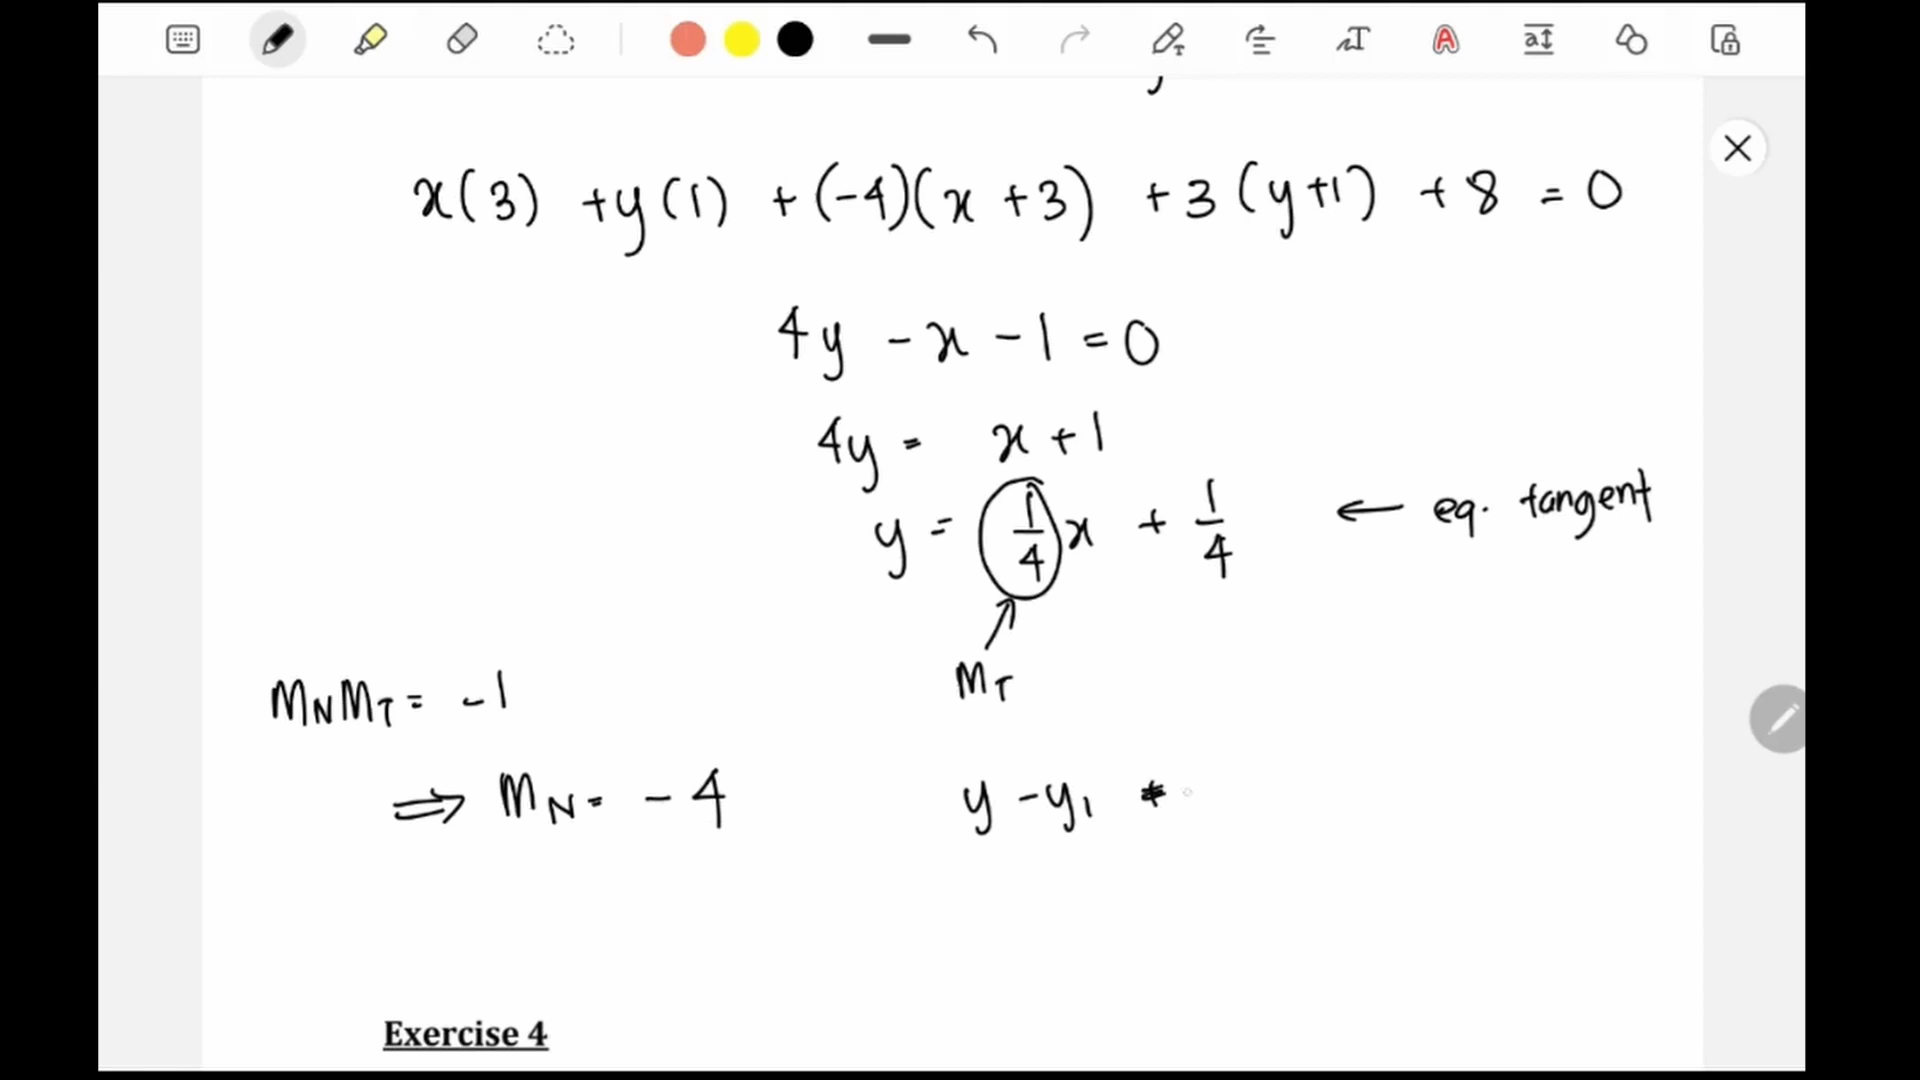 x(3) +y(1) +(-4)(x+3) +3(y+1) +8 = 0
4y - x - 1 = 0
4y = x + 1
y = 1/4 x + 1/4 ← eq. tangent
M_T
M_N M_T = -1
⇒ M_N = -4
y - y₁
Exercise 4